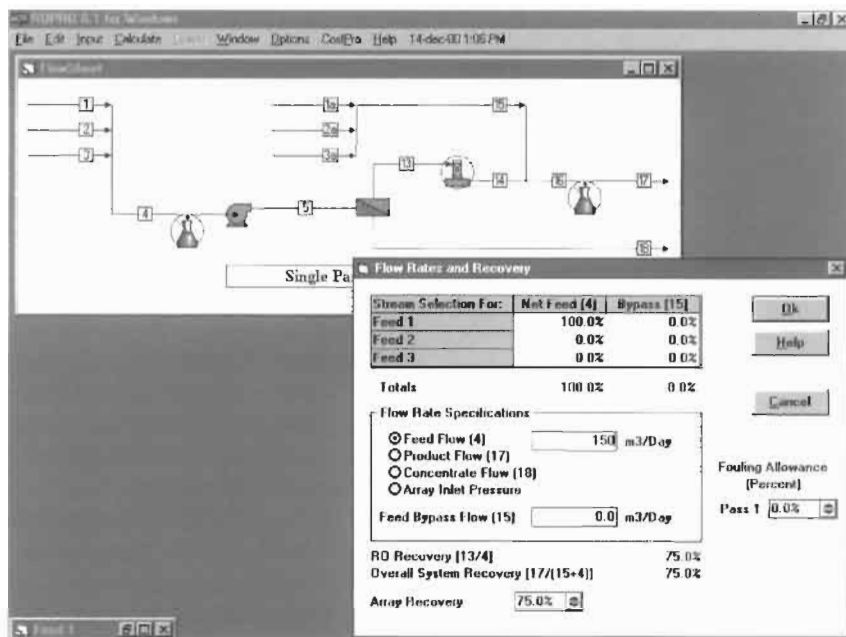 ROPRO 6.1 for Windows
File Edit Input Calculate Window Options CostPro Help 14-dec-00 1:06 PM
FlowSheet
1 1a 15
2 2a
3 3a
13
14 16 17
4 5
18
Single Pa
Flow Rates and Recovery
Stream Selection For: Net Feed (4) Bypass (15)
Feed 1 100.0% 0.0%
Feed 2 0.0% 0.0%
Feed 3 0.0% 0.0%
Totals 100.0% 0.0%
Ok
Help
Cancel
Flow Rate Specifications
Feed Flow (4) 150 m3/Day
Product Flow (17)
Concentrate Flow (18)
Array Inlet Pressure
Feed Bypass Flow (15) 0.0 m3/Day
Fouling Allowance
(Percent)
Pass 1 0.0%
RO Recovery [13/4] 75.0%
Overall System Recovery [17/(15+4)] 75.0%
Array Recovery 75.0%
Feed 1